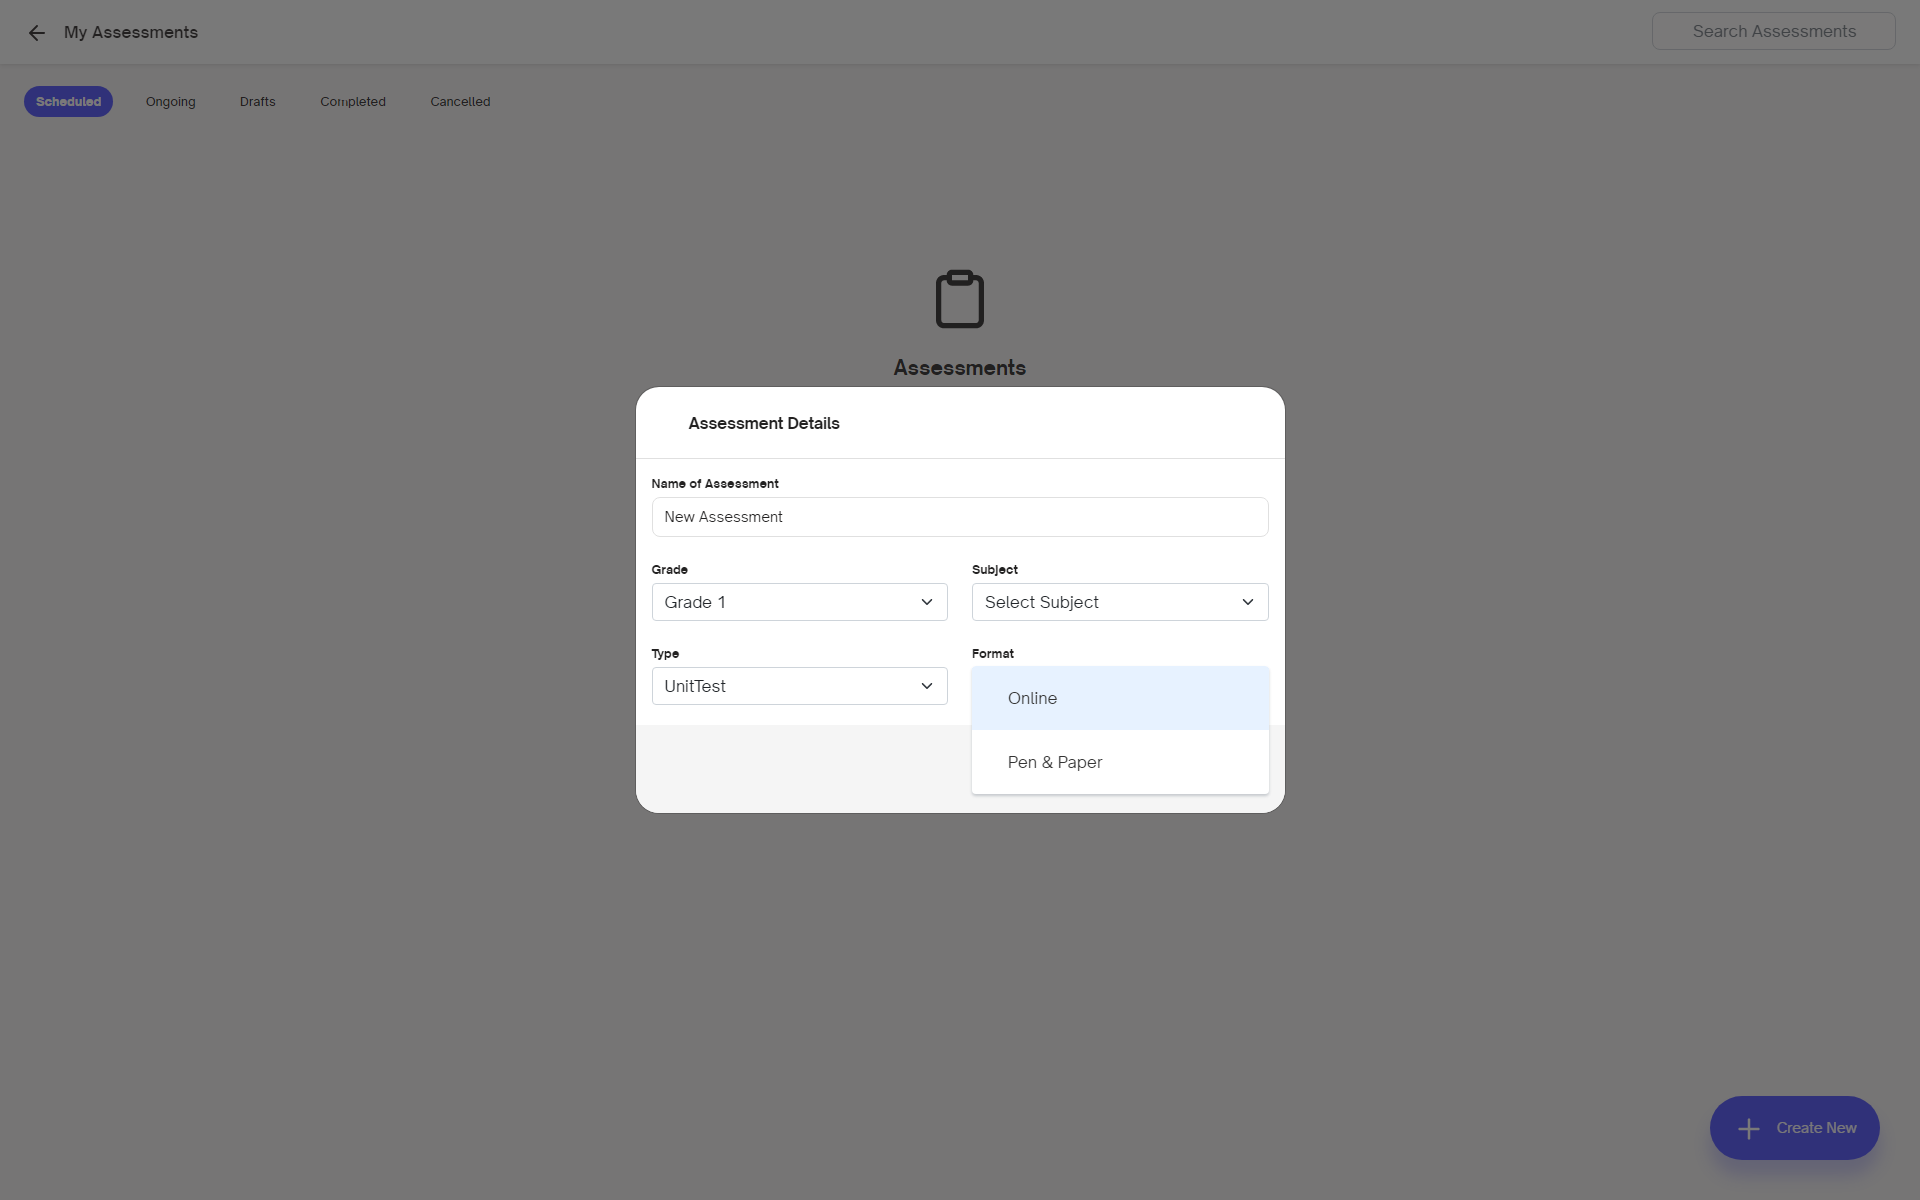 My Assessments
Search Assessments
Scheduled
Ongoing
Drafts
Completed
Cancelled
Assessments
Assessment Details
Name of Assessment
New Assessment
Grade
Subject
Grade 1
Select Subject
Type
Format
UnitTest
Online
Pen & Paper
Create New